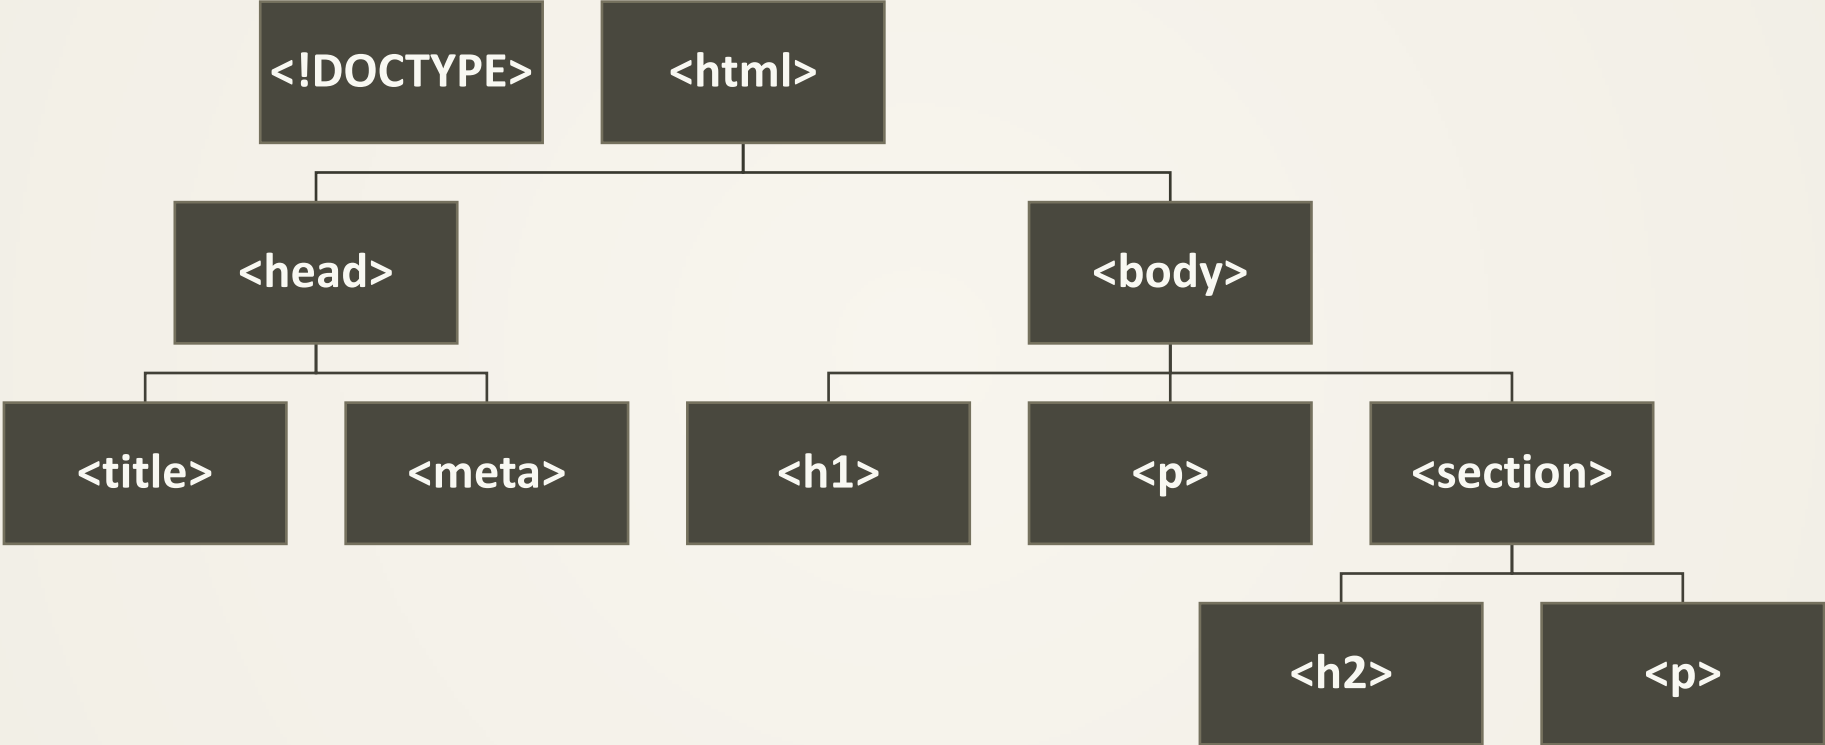 <!DOCTYPE>
<html>
<head>
<body>
<title>
<meta>
<h1>
<p>
<section>
<h2>
<p>